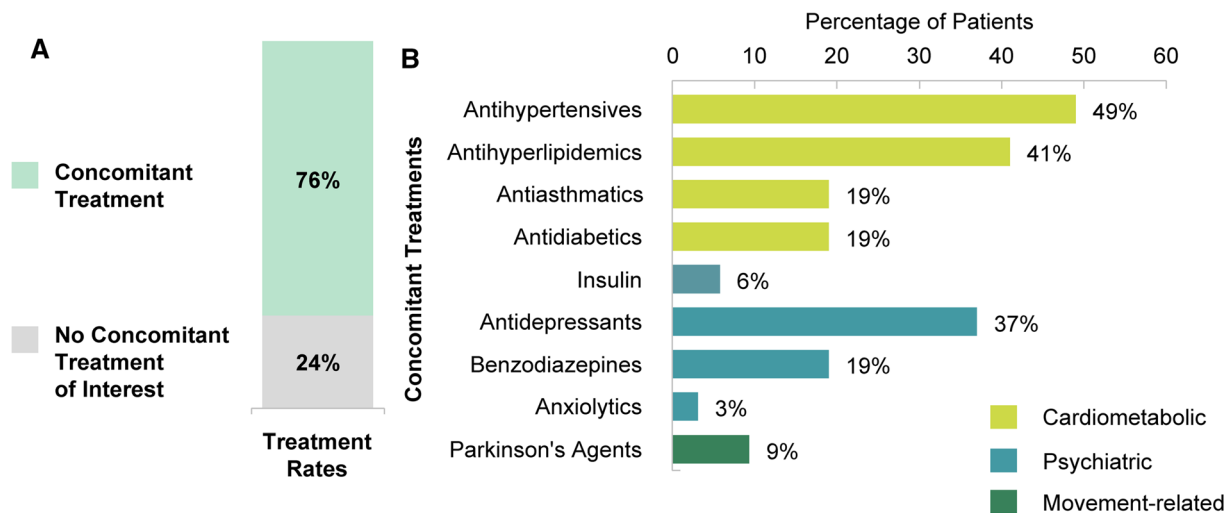 A
Concomitant
Treatment
No Concomitant
Treatment
of Interest
76%
24%
Treatment
Rates
B
Percentage of Patients
0 10 20 30 40 50 60
Concomitant Treatments
Antihypertensives 49%
Antihyperlipidemics 41%
Antiasthmatics 19%
Antidiabetics 19%
Insulin 6%
Antidepressants 37%
Benzodiazepines 19%
Anxiolytics 3%
Parkinson's Agents 9%
Cardiometabolic
Psychiatric
Movement-related